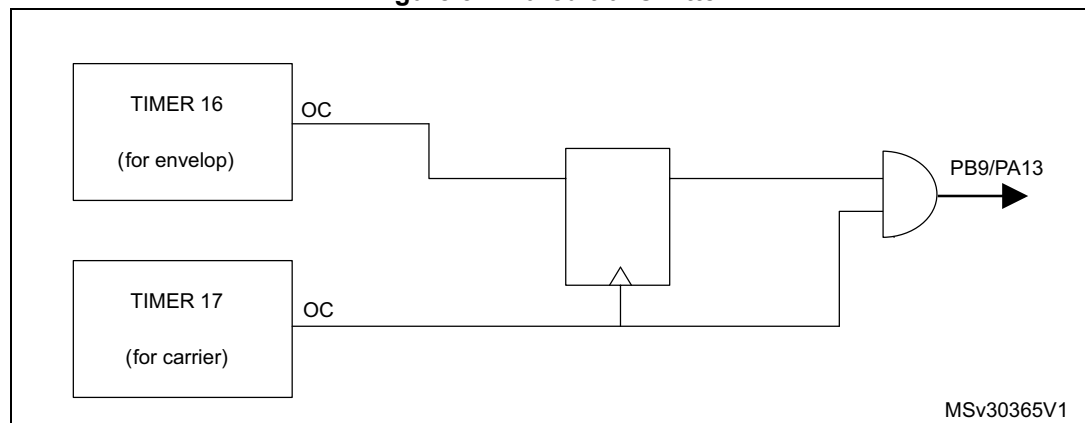 TIMER 16
(for envelop)
OC
PB9/PA13
TIMER 17
(for carrier)
OC
MSv30365V1